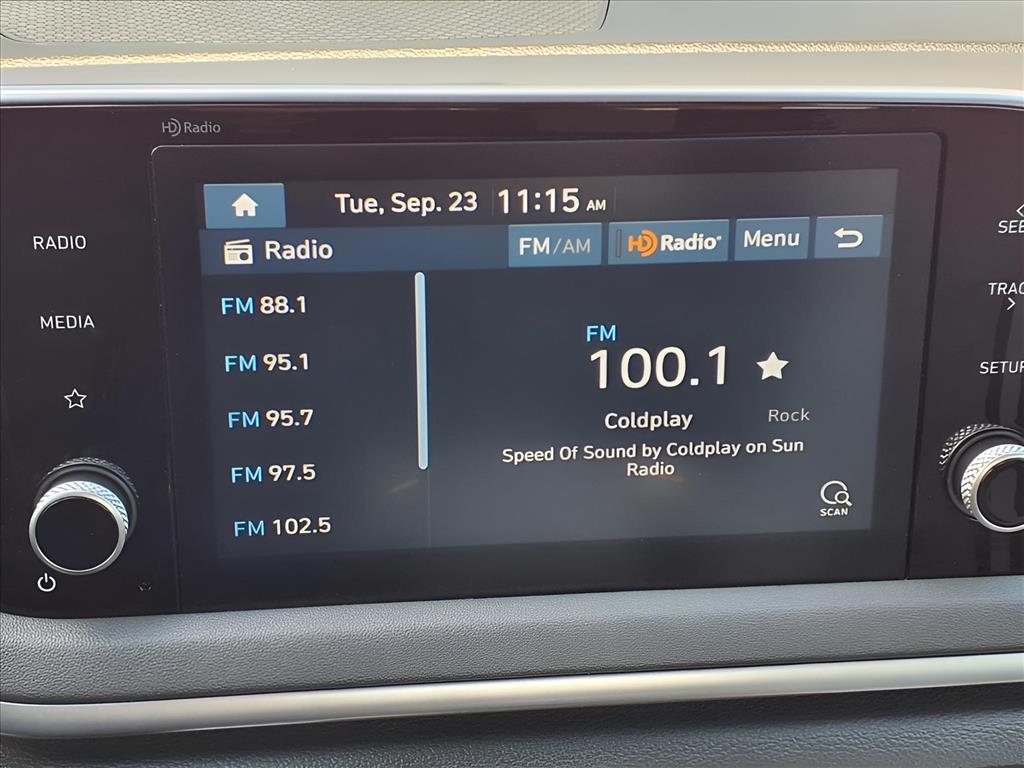 HD Radio
Tue, Sep. 23 11:15 AM
Radio FM/AM HD Radio Menu
RADIO
MEDIA
FM 88.1
FM 95.1
FM 95.7
FM 97.5
FM 102.5
FM
100.1
Coldplay Rock
Speed Of Sound by Coldplay on Sun
Radio
SCAN
SEE
TRAC
SETUP